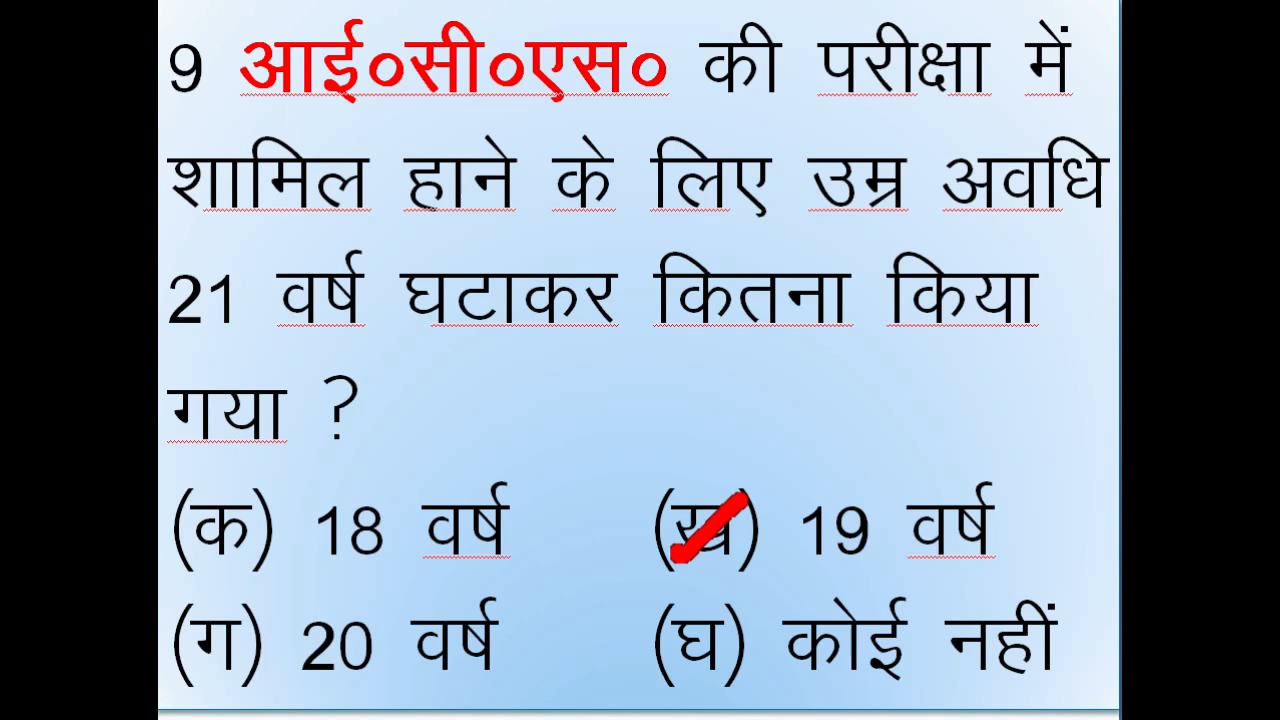 9 आई०सी०एस० की परीक्षा में
शामिल हाने के लिए उम्र अवधि
21 वर्ष घटाकर कितना किया
गया ?
(क) 18 वर्ष (ख) 19 वर्ष
(ग) 20 वर्ष (घ) कोई नहीं